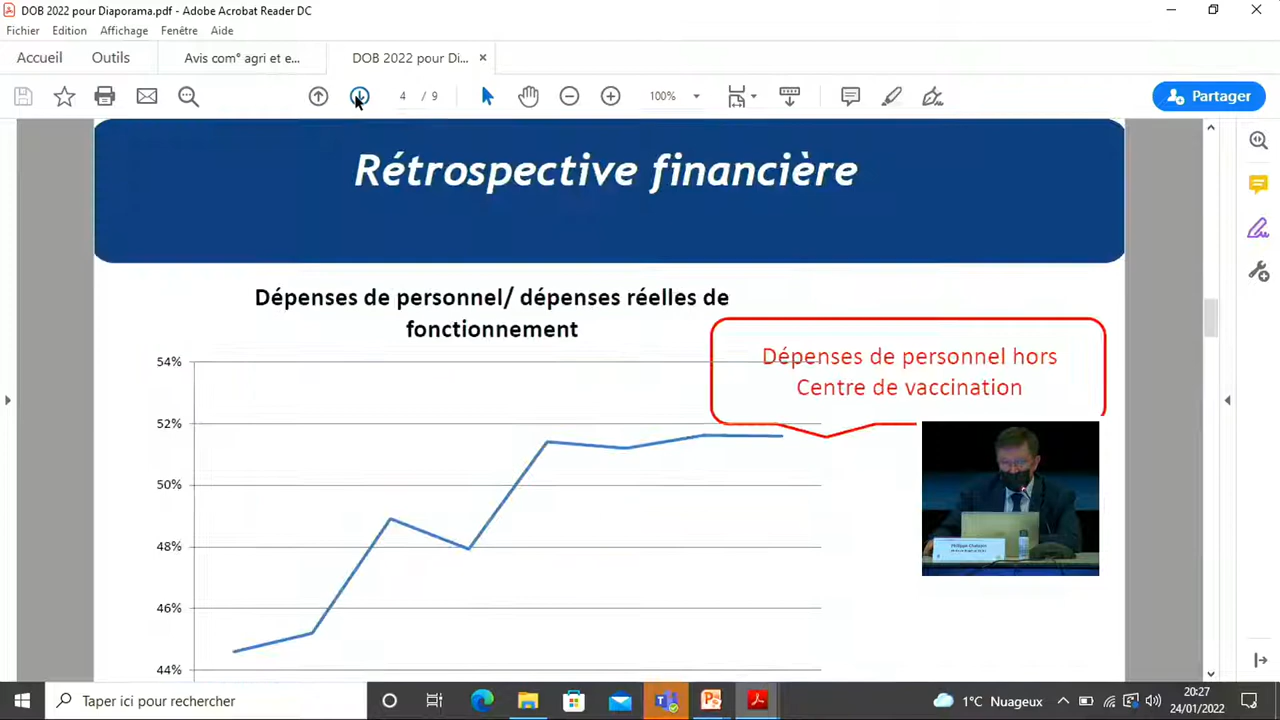 DOB 2022 pour Diaporama.pdf - Adobe Acrobat Reader DC
Fichier Edition Affichage Fenêtre Aide
Accueil Outils Avis com° agri et e... DOB 2022 pour Di... ×
4 / 9 100% Partager
Rétrospective financière
Dépenses de personnel/ dépenses réelles de
fonctionnement
Dépenses de personnel hors
Centre de vaccination
54%
52%
50%
48%
46%
44%
Taper ici pour rechercher
1°C Nuageux
20:27
24/01/2022